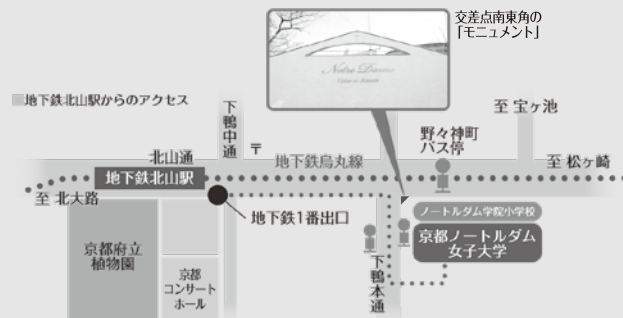 交差点南東角の
「モニュメント」
Notre Dame
■地下鉄北山駅からのアクセス
下鴨中通
〒
至 宝ヶ池
野々神町
バス停
北山通
地下鉄烏丸線
至 松ヶ崎
地下鉄北山駅
至 北大路
地下鉄1番出口
ノートルダム学院小学校
京都ノートルダム
女子大学
京都府立
植物園
京都
コンサート
ホール
下鴨本通